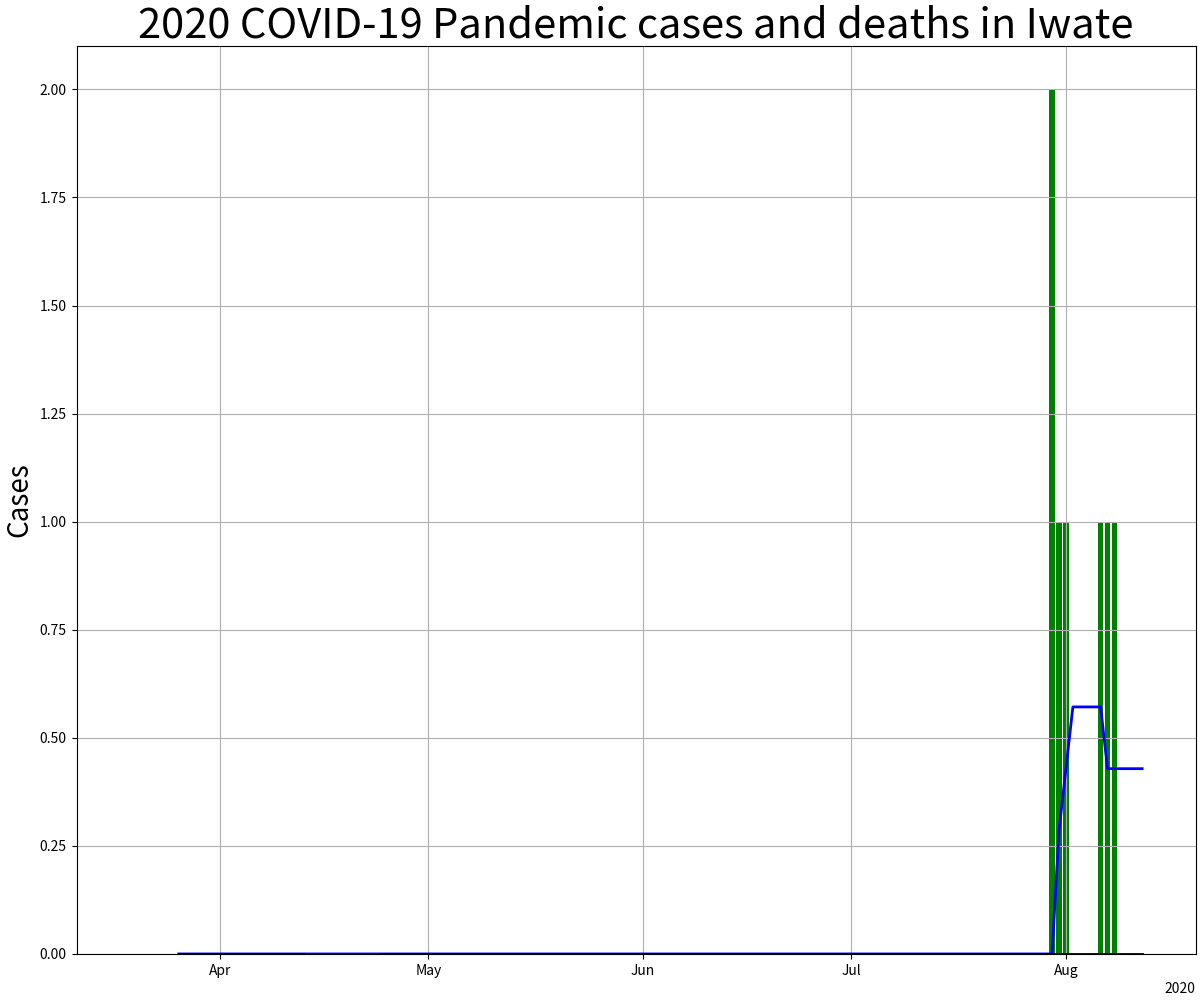 2020 COVID-19 Pandemic cases and deaths in Iwate
2.00
1.75
1.50
1.25
1.00
0.75
0.50
0.25
0.00
Cases
Apr
May
Jun
Jul
Aug
2020